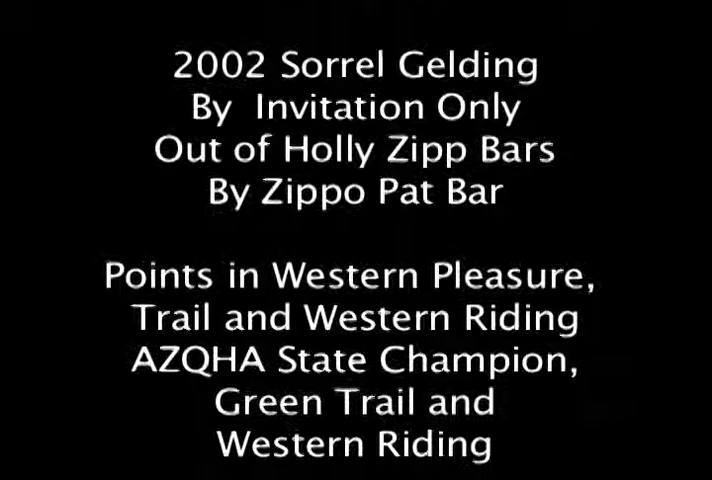 2002 Sorrel Gelding
By  Invitation Only
Out of Holly Zipp Bars
By Zippo Pat Bar
Points in Western Pleasure,
Trail and Western Riding
AZQHA State Champion,
Green Trail and
Western Riding